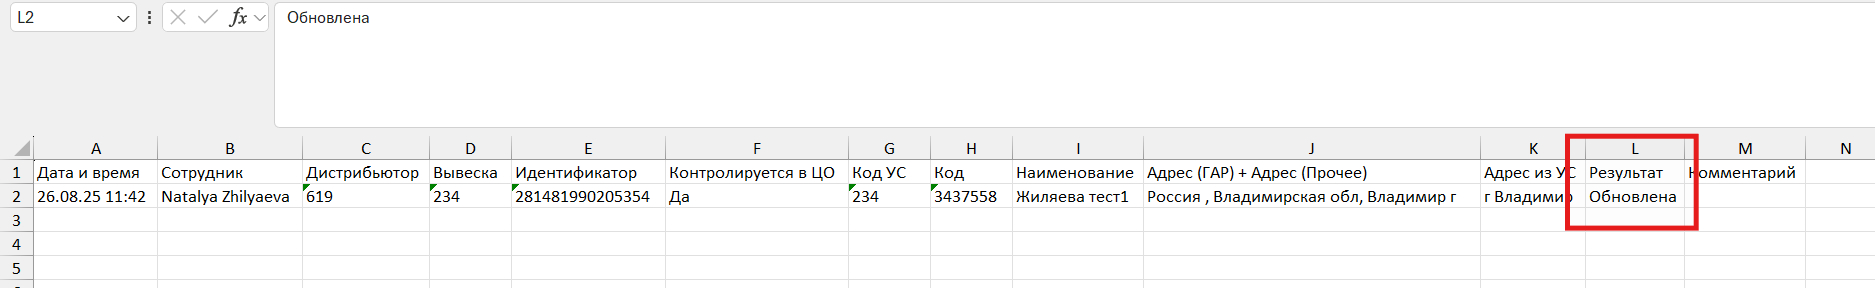 L2 fx Обновлена
A B C D E F G H I J K L M N
1 Дата и время Сотрудник Дистрибьютор Вывеска Идентификатор Контролируется в ЦО Код УС Код Наименование Адрес (ГАР) + Адрес (Прочее) Адрес из УС Результат Комментарий
2 26.08.25 11:42 Natalya Zhilyaeva 619 234 281481990205354 Да 234 3437558 Жиляева тест1 Россия , Владимирская обл, Владимир г г Владимир Обновлена
3
4
5